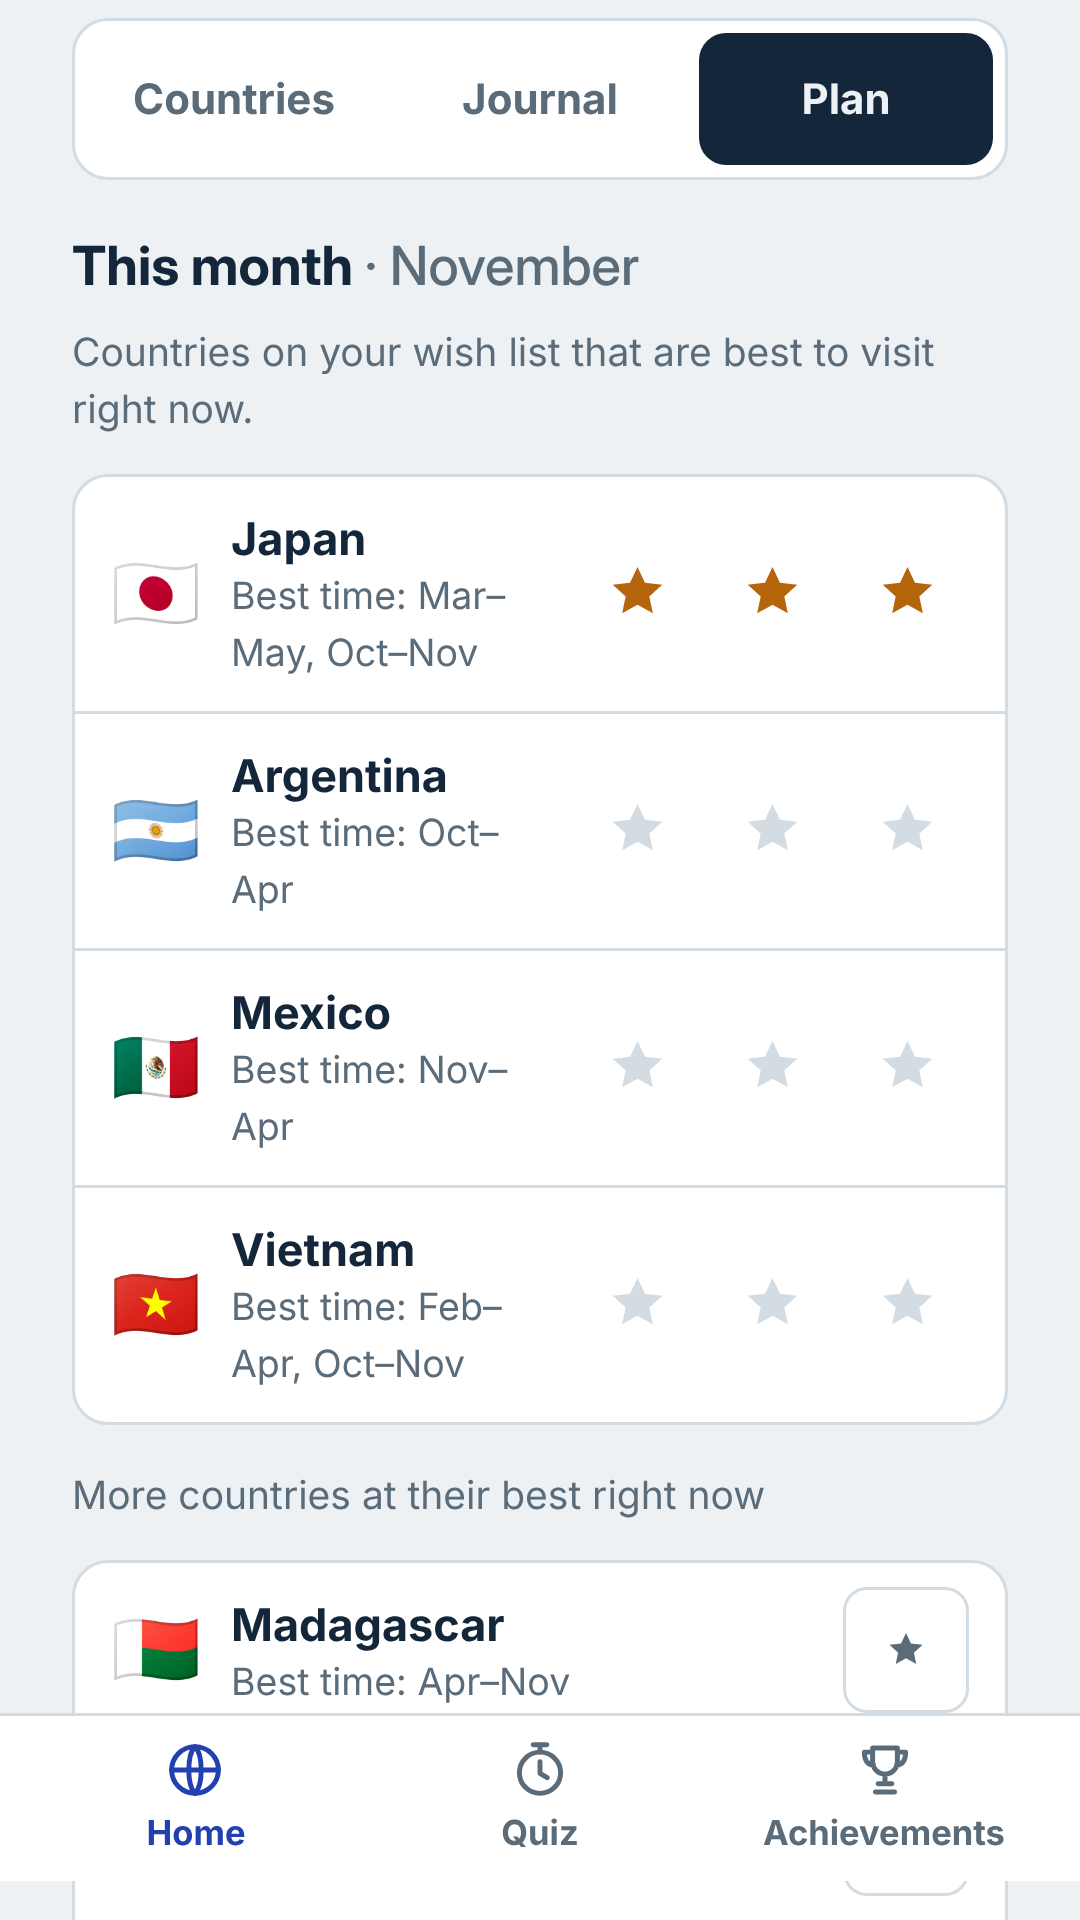 Countries
Journal
Plan
This month · November
Countries on your wish list that are best to visit
right now.
Japan
Best time: Mar–
May, Oct–Nov
Argentina
Best time: Oct–
Apr
Mexico
Best time: Nov–
Apr
Vietnam
Best time: Feb–
Apr, Oct–Nov
More countries at their best right now
Madagascar
Best time: Apr–Nov
Home
Quiz
Achievements